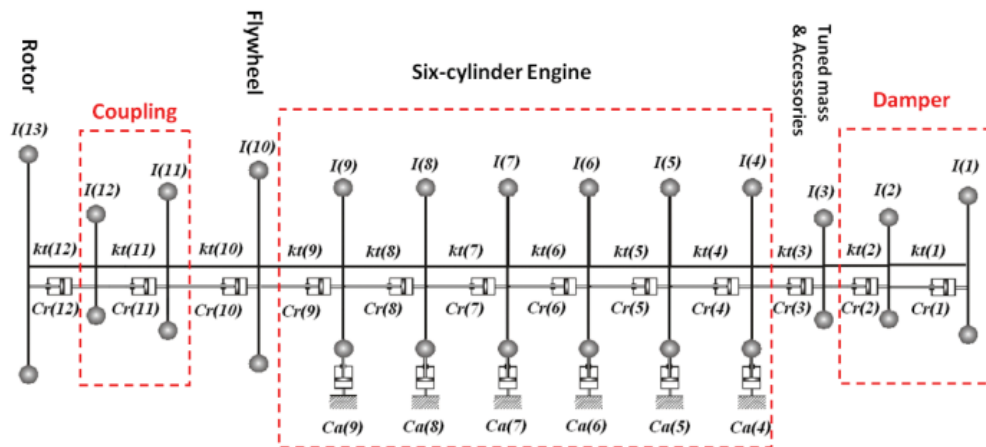 Rotor
Flywheel
Tuned mass
& Accessories
Six-cylinder Engine
Coupling
Damper
I(13)
I(12)
I(11)
I(10)
I(9)
I(8)
I(7)
I(6)
I(5)
I(4)
I(3)
I(2)
I(1)
kt(12)
kt(11)
kt(10)
kt(9)
kt(8)
kt(7)
kt(6)
kt(5)
kt(4)
kt(3)
kt(2)
kt(1)
Cr(12)
Cr(11)
Cr(10)
Cr(9)
Cr(8)
Cr(7)
Cr(6)
Cr(5)
Cr(4)
Cr(3)
Cr(2)
Cr(1)
Ca(9)
Ca(8)
Ca(7)
Ca(6)
Ca(5)
Ca(4)